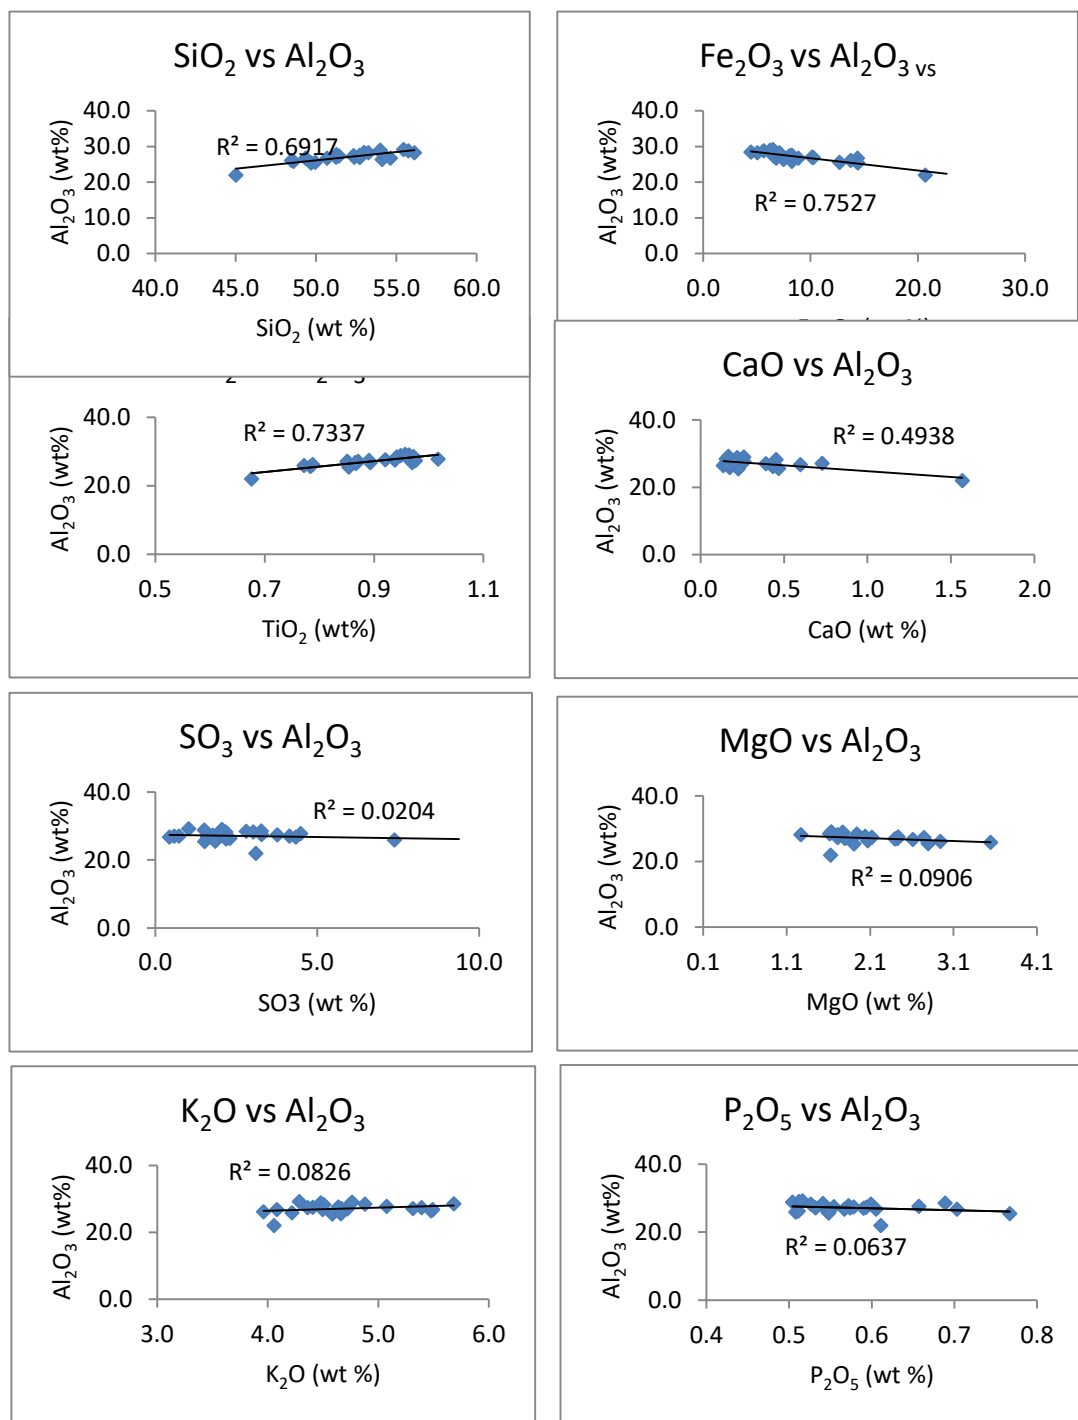 SiO₂ vs Al₂O₃
Al₂O₃ (wt%)
40.0
30.0
20.0
10.0
0.0
R² = 0.6917
40.0 45.0 50.0 55.0 60.0
SiO₂ (wt %)
Fe₂O₃ vs Al₂O₃ vs
Al₂O₃ (wt%)
40.0
30.0
20.0
10.0
0.0
R² = 0.7527
0.0 10.0 20.0 30.0
Al₂O₃ (wt%)
40.0
20.0
0.0
R² = 0.7337
0.5 0.7 0.9 1.1
TiO₂ (wt%)
CaO vs Al₂O₃
Al₂O₃ (wt%)
40.0
20.0
0.0
R² = 0.4938
0.0 0.5 1.0 1.5 2.0
CaO (wt %)
SO₃ vs Al₂O₃
Al₂O₃ (wt%)
40.0
20.0
0.0
R² = 0.0204
0.0 5.0 10.0
SO3 (wt %)
MgO vs Al₂O₃
Al₂O₃ (wt%)
40.0
20.0
0.0
R² = 0.0906
0.1 1.1 2.1 3.1 4.1
MgO (wt %)
K₂O vs Al₂O₃
Al₂O₃ (wt%)
40.0
20.0
0.0
R² = 0.0826
3.0 4.0 5.0 6.0
K₂O (wt %)
P₂O₅ vs Al₂O₃
Al₂O₃ (wt%)
40.0
20.0
0.0
R² = 0.0637
0.4 0.5 0.6 0.7 0.8
P₂O₅ (wt %)